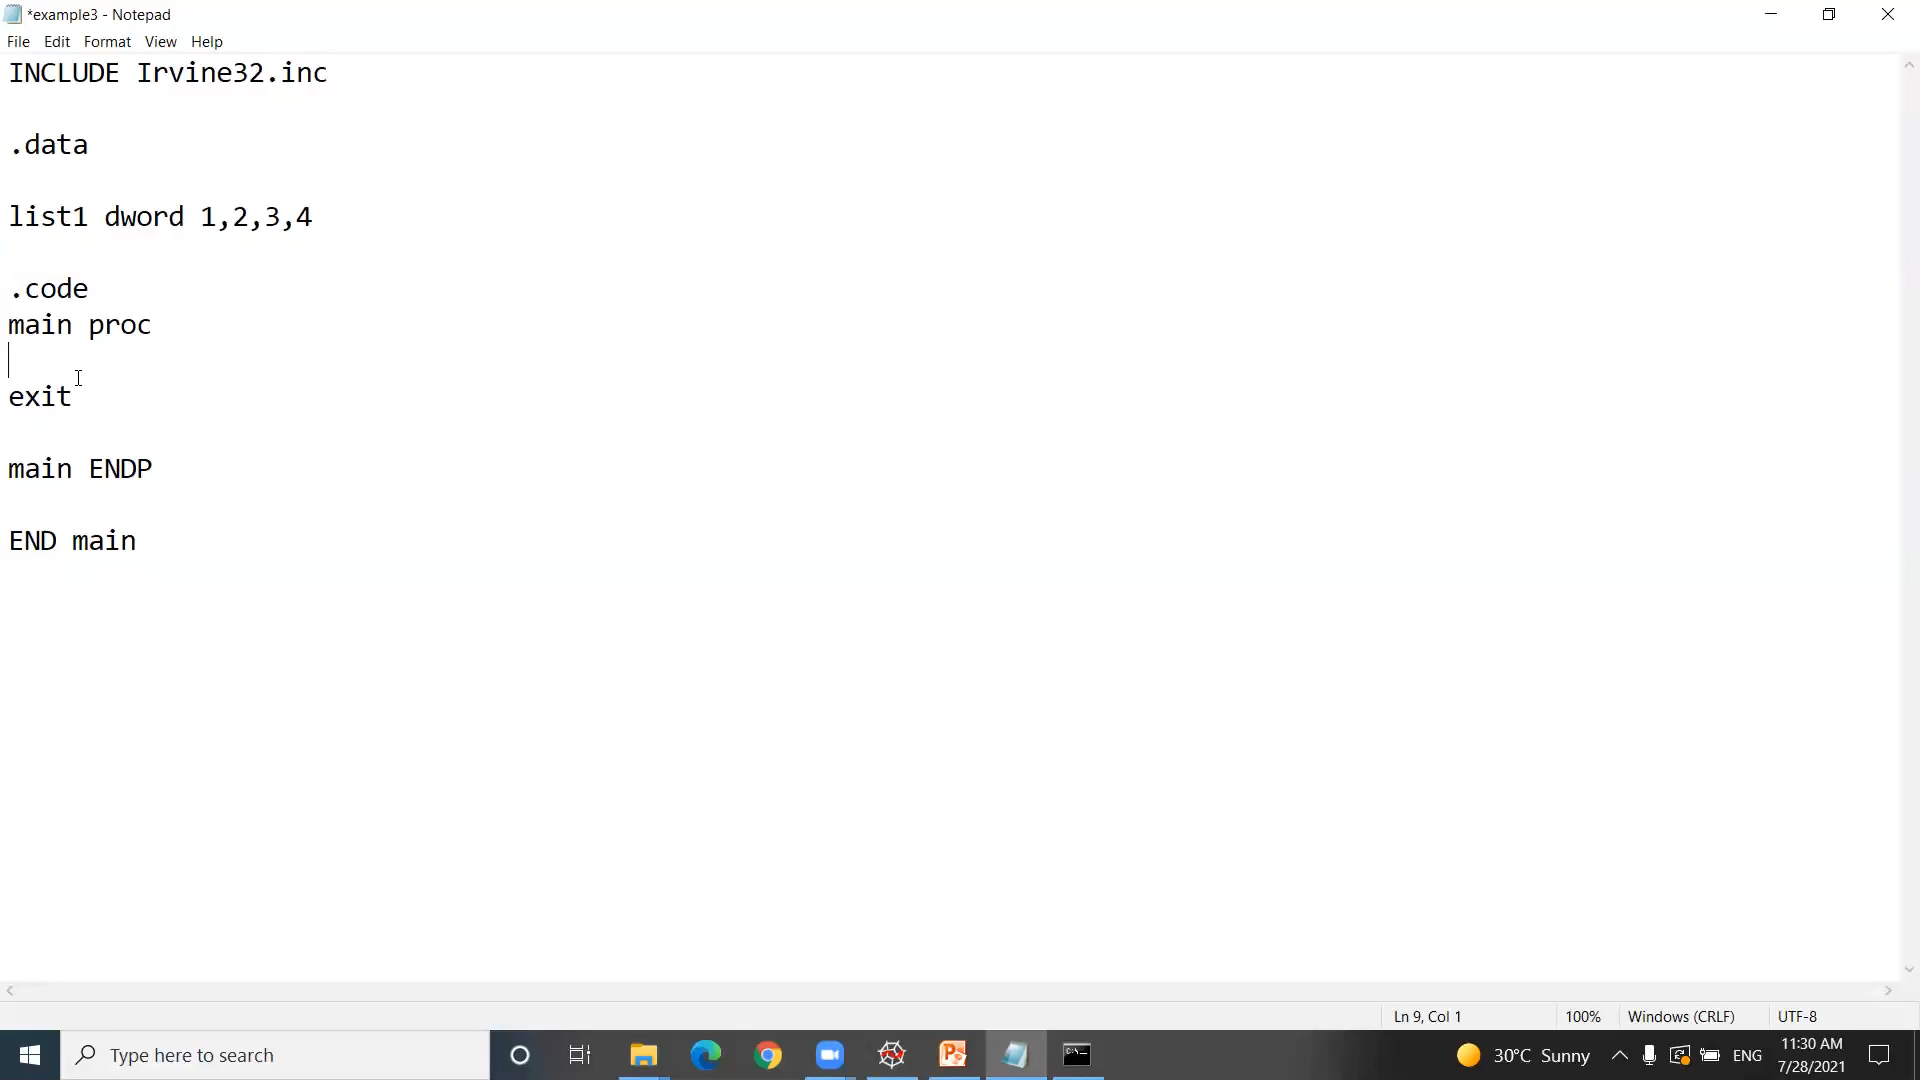 *example3 - Notepad
File Edit Format View Help
INCLUDE Irvine32.inc
.data
list1 dword 1,2,3,4
.code
main proc
exit
main ENDP
END main
Ln 9, Col 1 100% Windows (CRLF) UTF-8
Type here to search
30°C Sunny
ENG
11:30 AM
7/28/2021